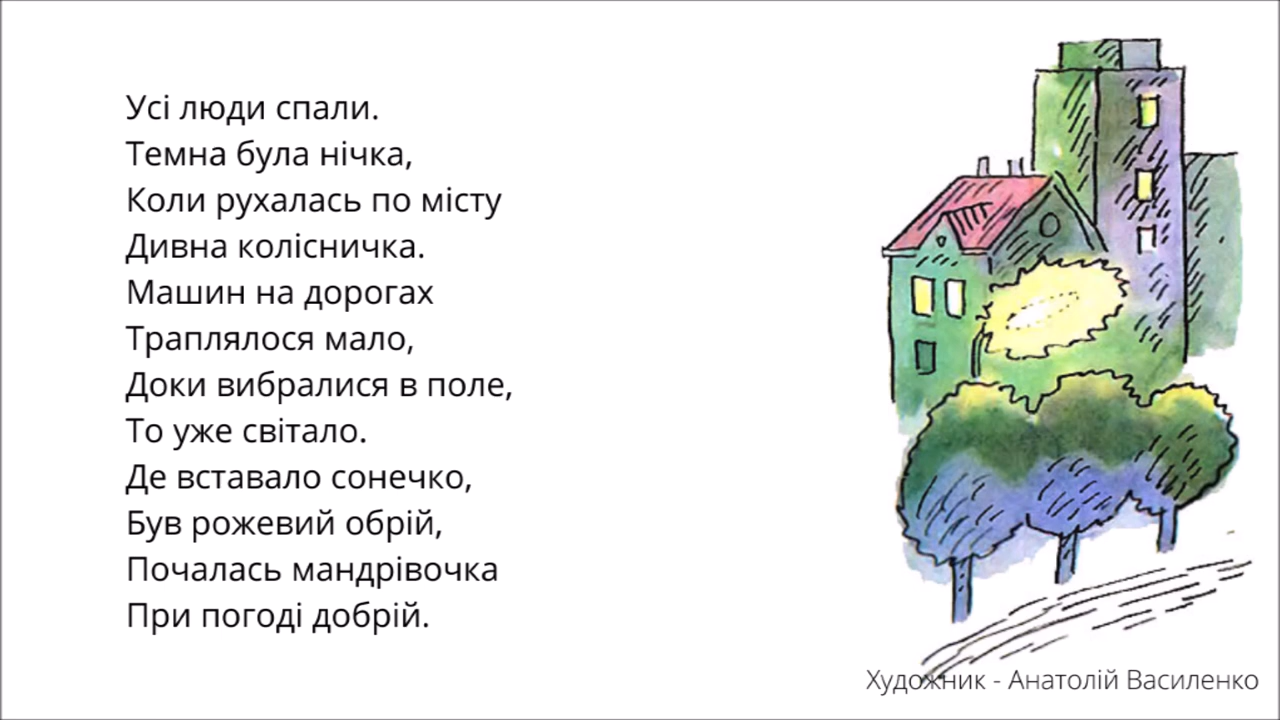 Усі люди спали.
Темна була нічка,
Коли рухалась по місту
Дивна колісничка.
Машин на дорогах
Траплялося мало,
Доки вибралися в поле,
То уже світало.
Де вставало сонечко,
Був рожевий обрій,
Почалась мандрівочка
При погоді добрій.
Художник - Анатолій Василенко